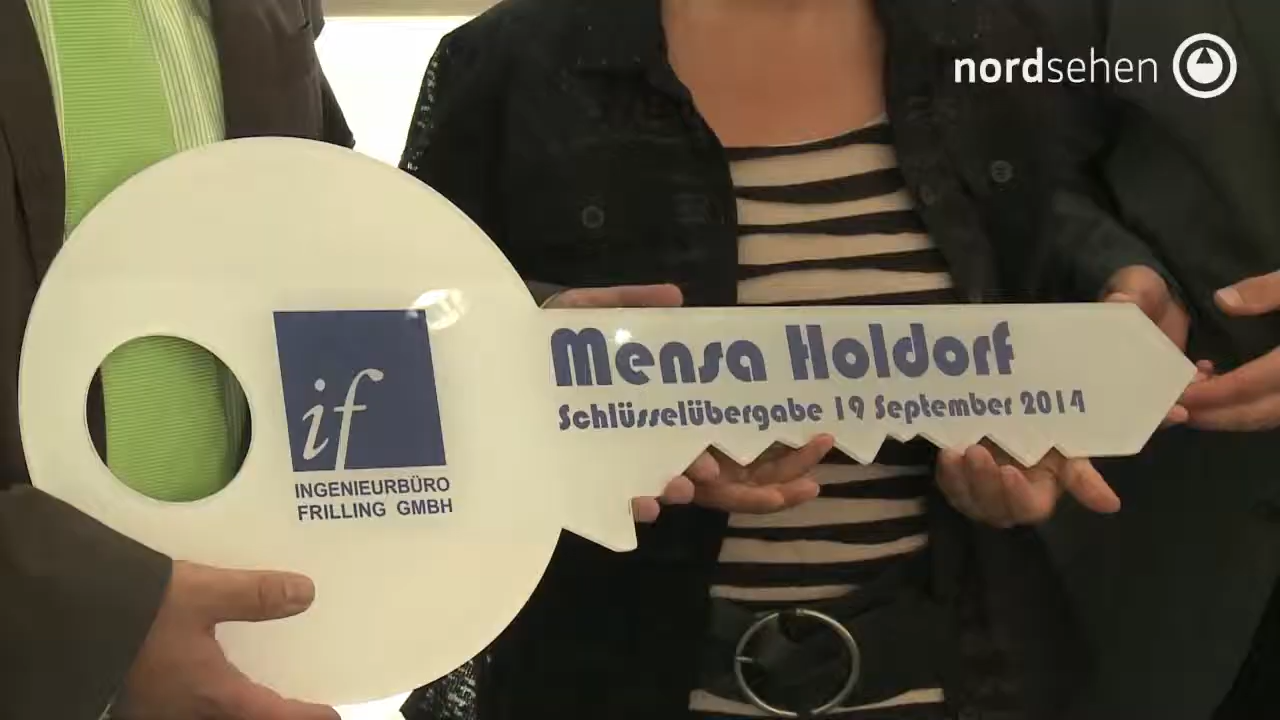 nordsehen
Mensa Holdorf
Schlüsselübergabe 19 September 2014
if
INGENIEURBÜRO
FRILLING GMBH